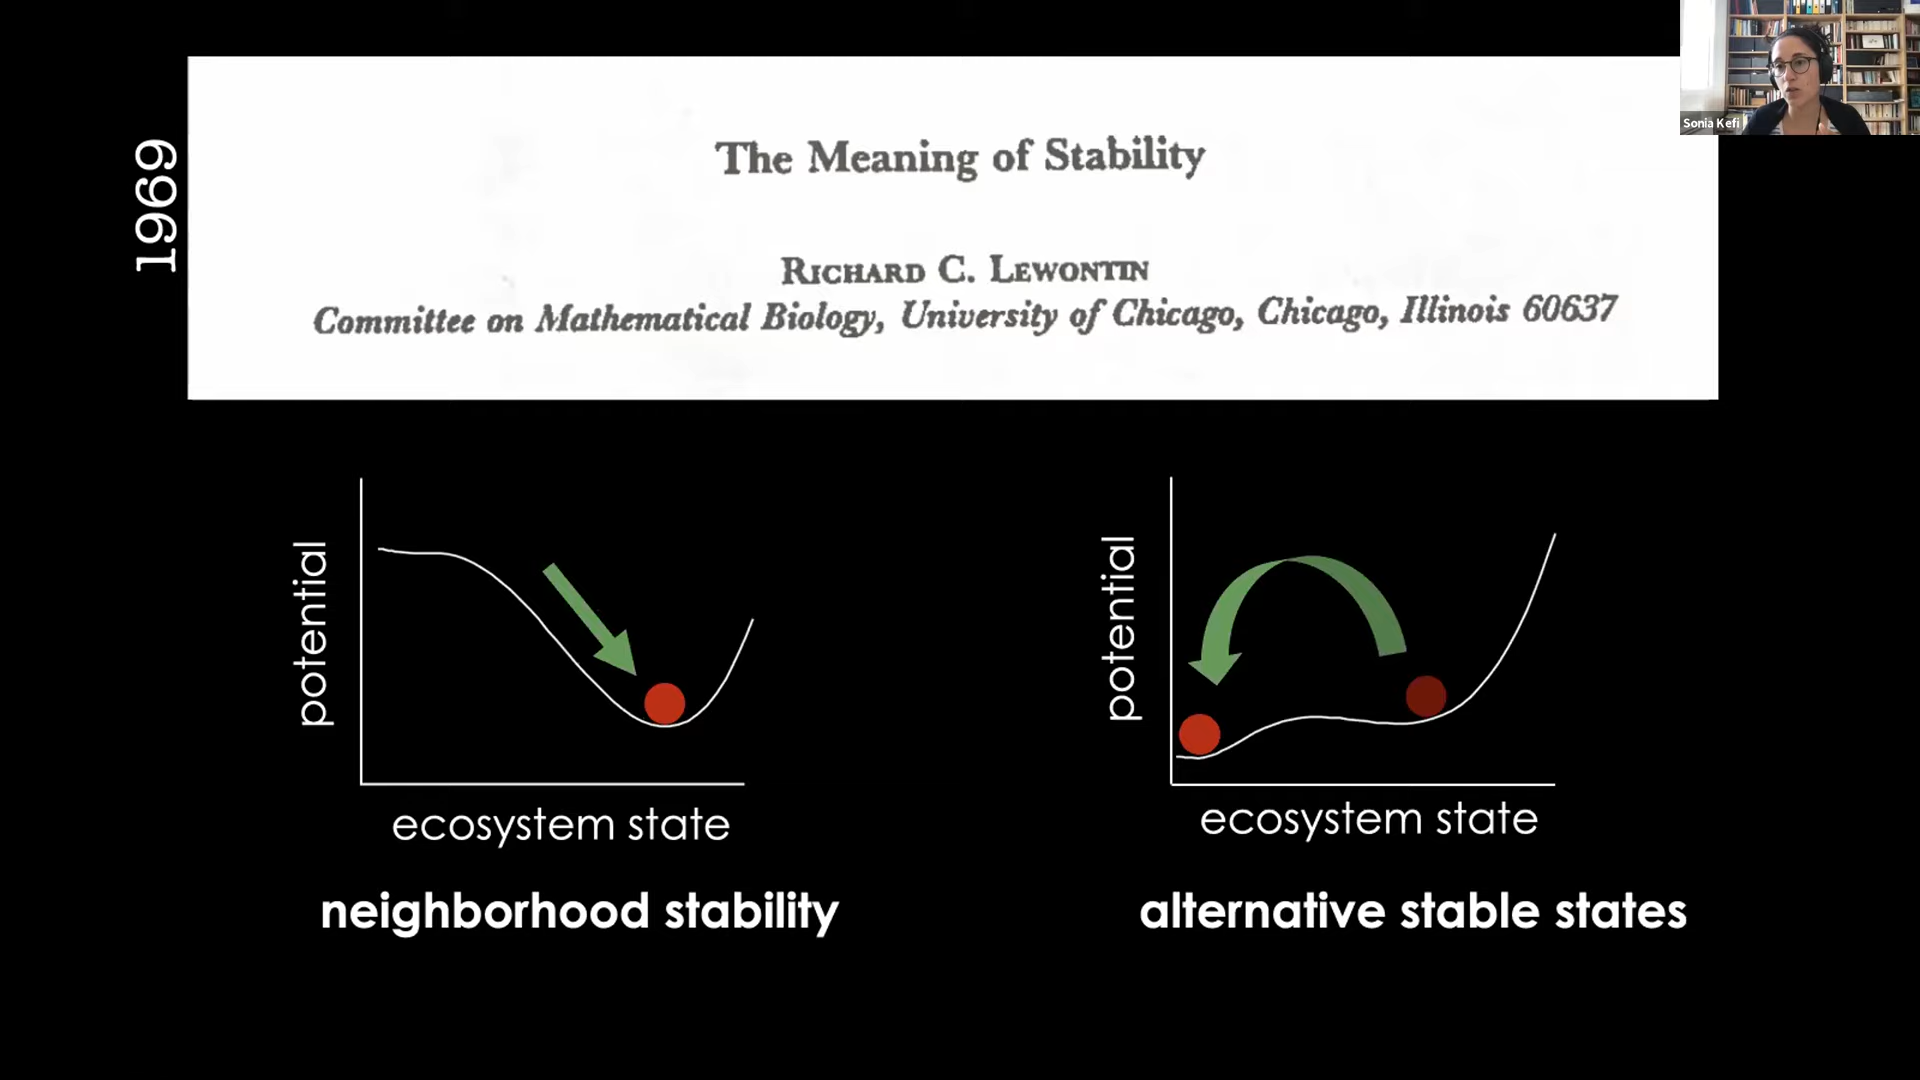 Sonia Kefi
1969
The Meaning of Stability
RICHARD C. LEWONTIN
Committee on Mathematical Biology, University of Chicago, Chicago, Illinois 60637
potential
ecosystem state
neighborhood stability
potential
ecosystem state
alternative stable states